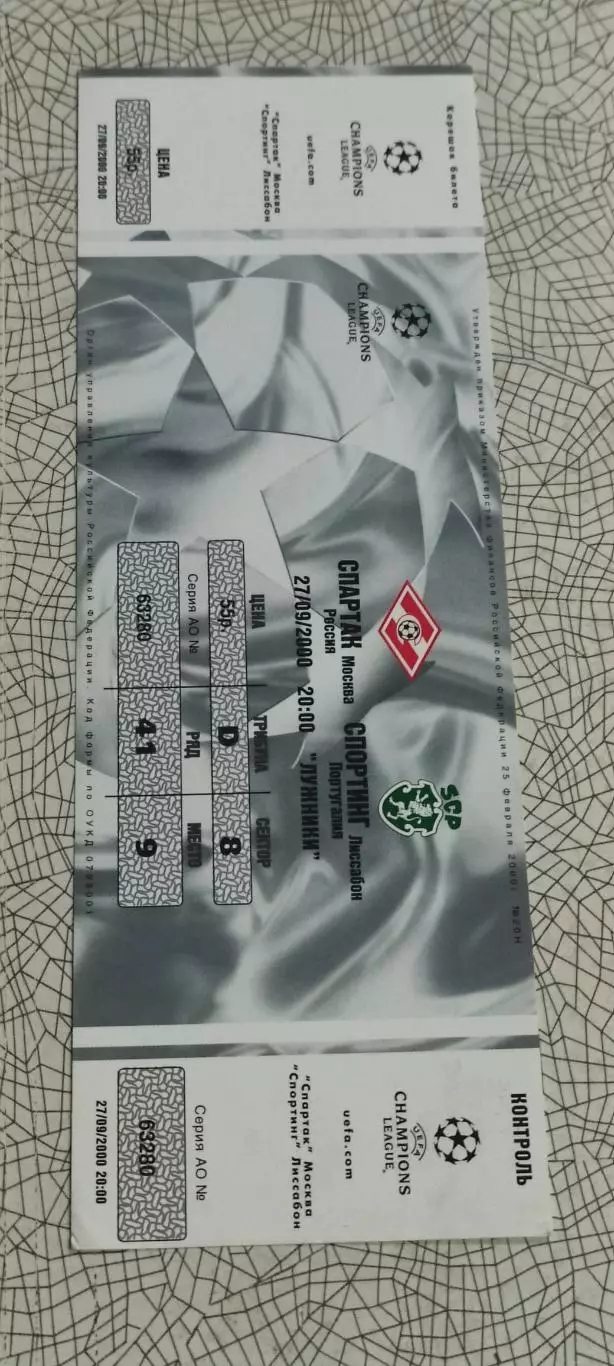 Корешок билета
UEFA
CHAMPIONS
LEAGUE
uefa.com
"Спартак" Москва
"Спортинг" Лиссабон
ЦЕНА
55р.
27/09/2000 20:00
Утвержден приказом Министерства финансов Российской Федерации 25 февраля 2000г № 20Н
UEFA
CHAMPIONS
LEAGUE
SCP
СПАРТАК Москва СПОРТИНГ Лиссабон
Россия Португалия
27/09/2000 20:00 "ЛУЖНИКИ"
ЦЕНА ТРИБУНА СЕКТОР
55р. D 8
Серия АО № РЯД МЕСТО
63280 41 9
Орган управления культуры Российской Федерации. Код формы по ОУКД
КОНТРОЛЬ
UEFA
CHAMPIONS
LEAGUE
uefa.com
"Спартак" Москва
"Спортинг" Лиссабон
Серия АО №
63280
27/09/2000 20:00